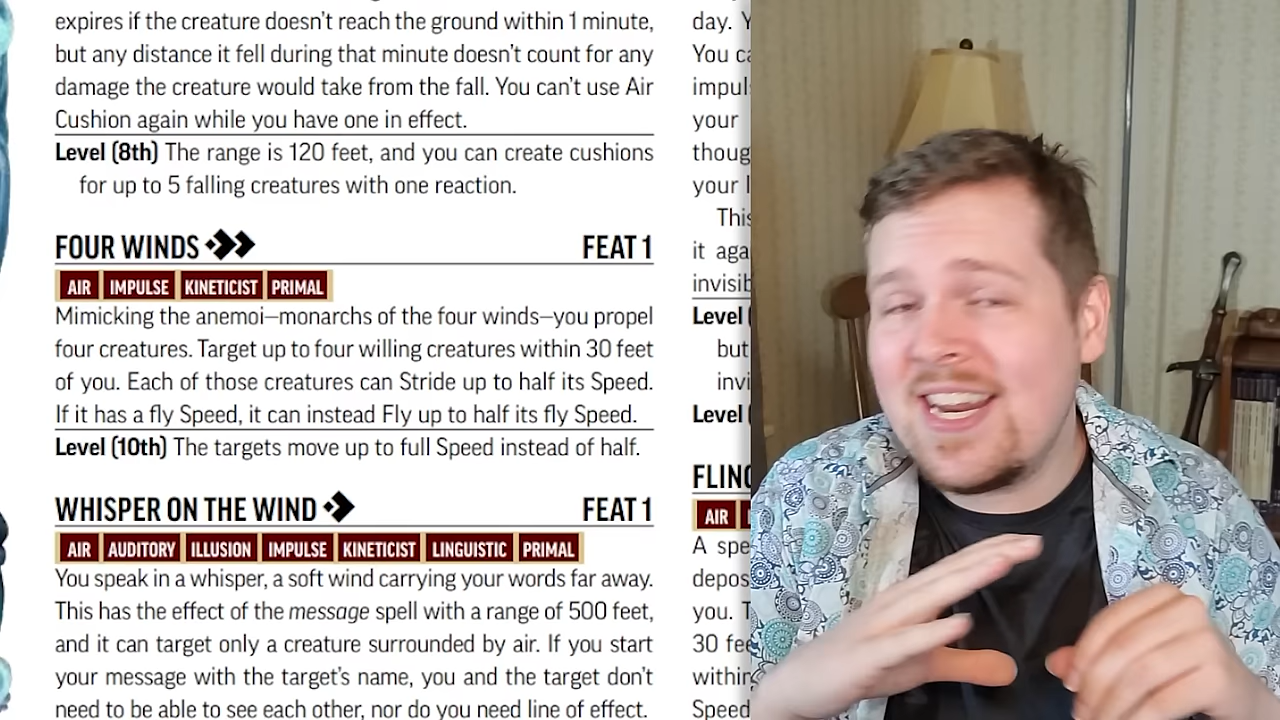 expires if the creature doesn't reach the ground within 1 minute,
but any distance it fell during that minute doesn't count for any
damage the creature would take from the fall. You can't use Air
Cushion again while you have one in effect.
Level (8th) The range is 120 feet, and you can create cushions
for up to 5 falling creatures with one reaction.
FOUR WINDS FEAT 1
AIR IMPULSE KINETICIST PRIMAL
Mimicking the anemoi—monarchs of the four winds—you propel
four creatures. Target up to four willing creatures within 30 feet
of you. Each of those creatures can Stride up to half its Speed.
If it has a fly Speed, it can instead Fly up to half its fly Speed.
Level (10th) The targets move up to full Speed instead of half.
WHISPER ON THE WIND FEAT 1
AIR AUDITORY ILLUSION IMPULSE KINETICIST LINGUISTIC PRIMAL
You speak in a whisper, a soft wind carrying your words far away.
This has the effect of the message spell with a range of 500 feet,
and it can target only a creature surrounded by air. If you start
your message with the target's name, you and the target don't
need to be able to see each other, nor do you need line of effect.
day.
You
your
your
This
it
Level
but
Level
AIR
A
you.
30
within
Speed